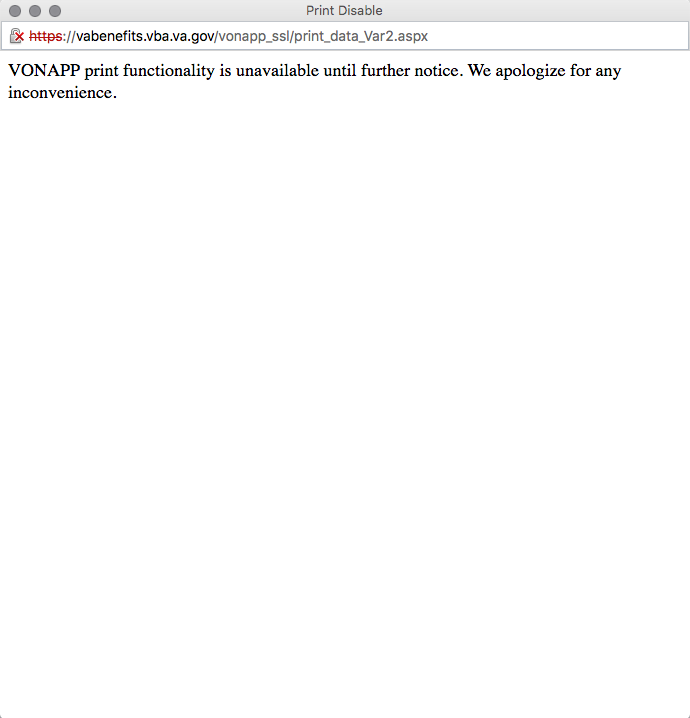 Print Disable
https://vabenefits.vba.va.gov/vonapp_ssl/print_data_Var2.aspx
VONAPP print functionality is unavailable until further notice. We apologize for any
inconvenience.